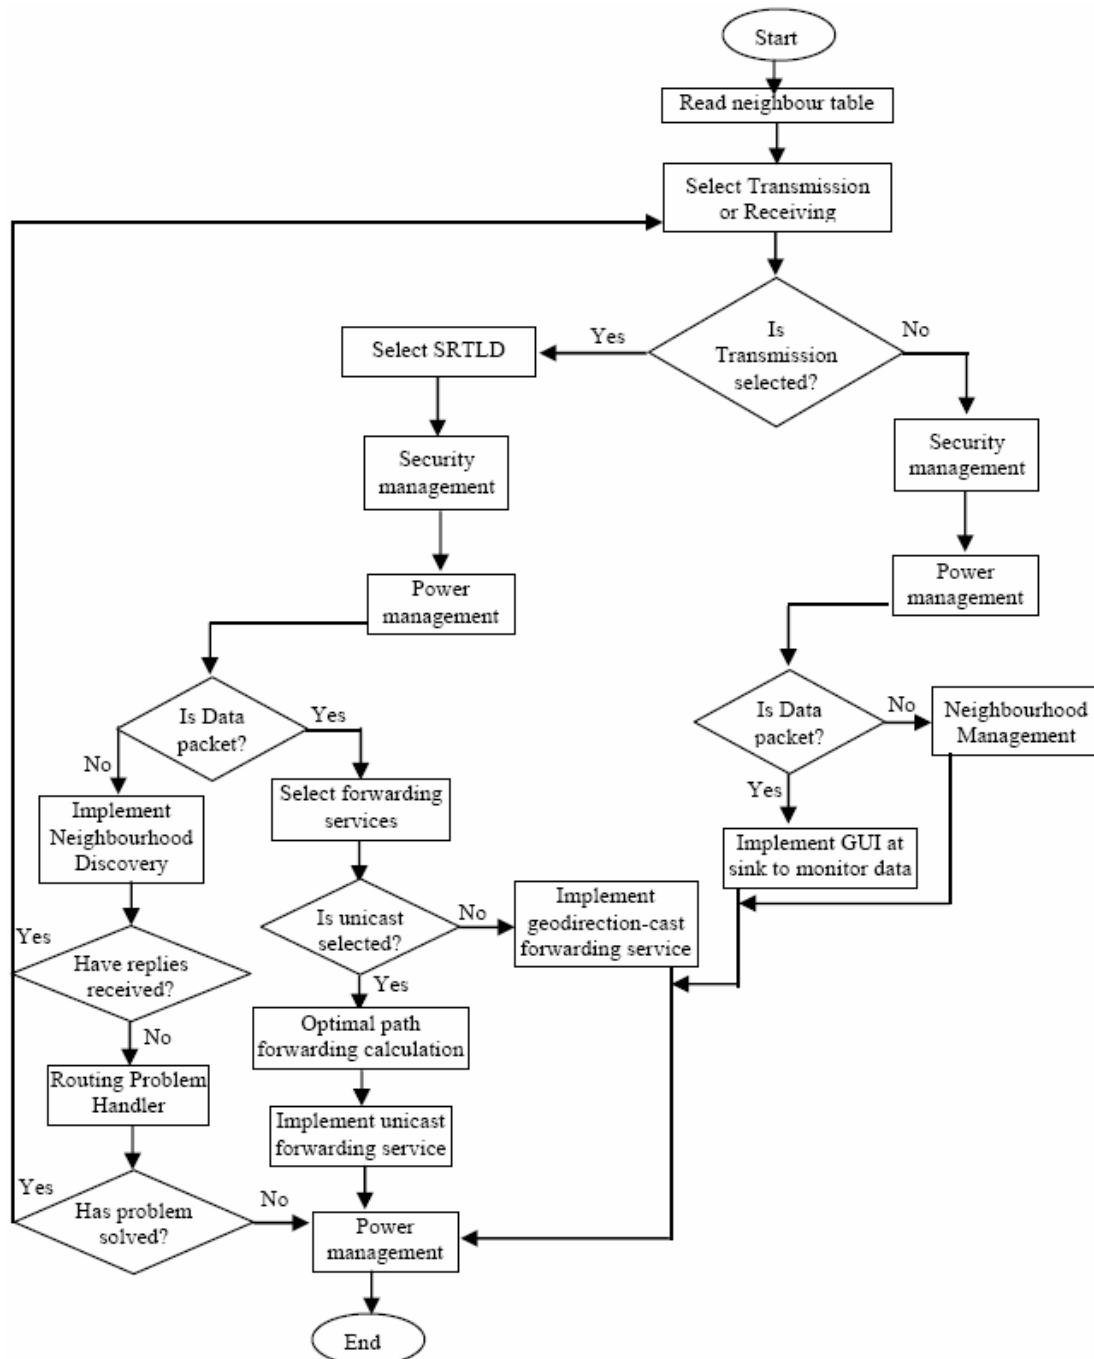 Start
Read neighbour table
Select Transmission
or Receiving
Is
Transmission
selected?
Yes
No
Select SRTLD
Security
management
Security
management
Power
management
Power
management
Is Data
packet?
Yes
No
Is Data
packet?
No
Yes
Neighbourhood
Management
Implement
Neighbourhood
Discovery
Select forwarding
services
Implement GUI at
sink to monitor data
Is unicast
selected?
No
Yes
Implement
geodirection-cast
forwarding service
Yes
Have replies
received?
No
Optimal path
forwarding calculation
Routing Problem
Handler
Implement unicast
forwarding service
Yes
Has problem
solved?
No
Power
management
End